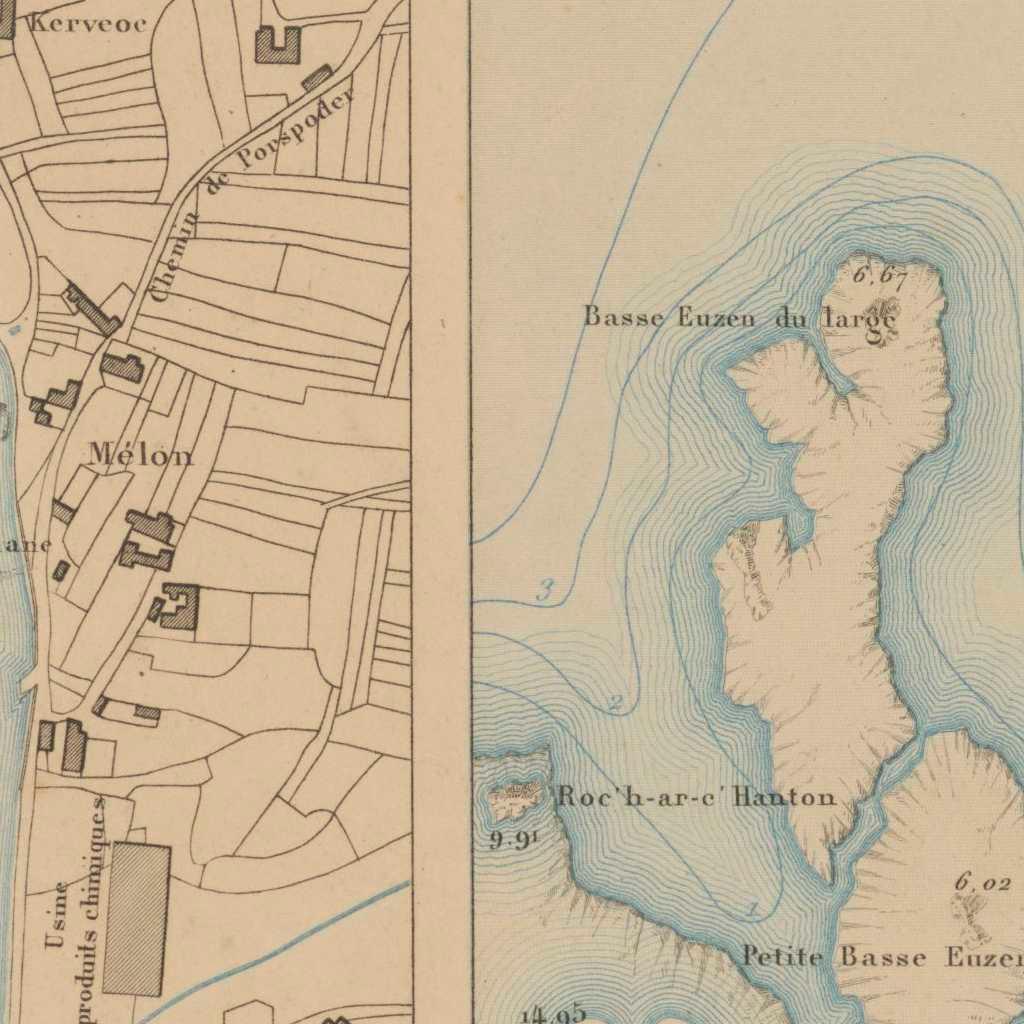 Kerveoc
Chemin de Porspoder
Mélon
Usine
produits chimiques
6,67
Basse Euzen du large
3
2
Roc'h-ar-c'Hanton
9.91
1
6,02
Petite Basse Euzen
14.95